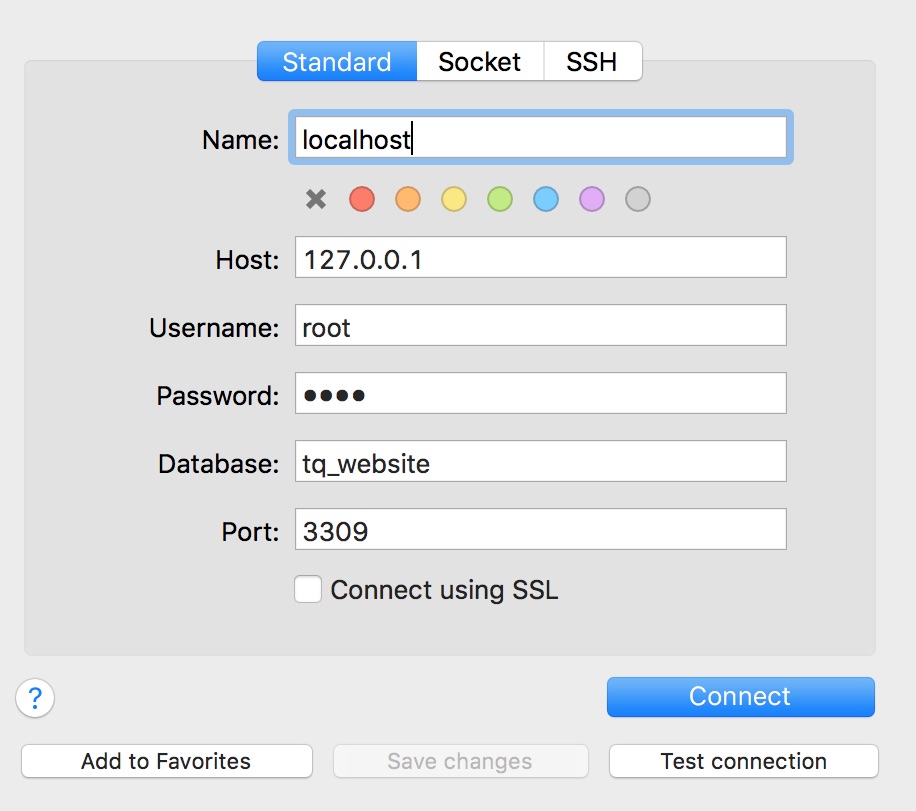 Standard Socket SSH
Name: localhost
Host: 127.0.0.1
Username: root
Password: ••••
Database: tq_website
Port: 3309
Connect using SSL
? Connect
Add to Favorites Save changes Test connection